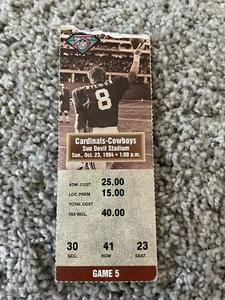 8
Cardinals-Cowboys
Sun Devil Stadium
Sun., Oct. 23, 1994 • 1:00 p.m.
ADM. COST 25.00
LOC. PREM 15.00
TOTAL COST
TAX INCL. 40.00
30 41 23
SEC. ROW SEAT
GAME 5